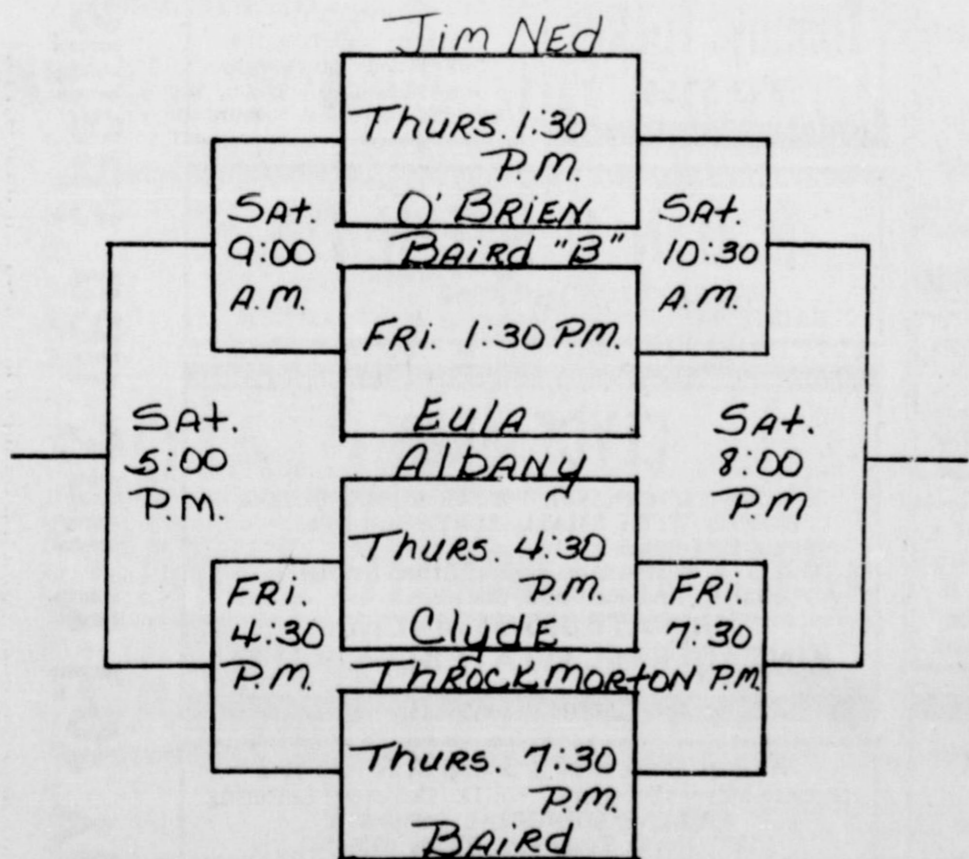 Jim Ned
Thurs. 1:30
P.M.
O'Brien
Baird "B"
Sat.
9:00
A.M.
Sat.
10:30
A.M.
Fri. 1:30 P.M.
Eula
Albany
Sat.
5:00
P.M.
Sat.
8:00
P.M
Thurs. 4:30
P.M.
Clyde
Fri.
4:30
P.M.
Fri.
7:30
P.M.
Throckmorton
Thurs. 7:30
P.M.
Baird